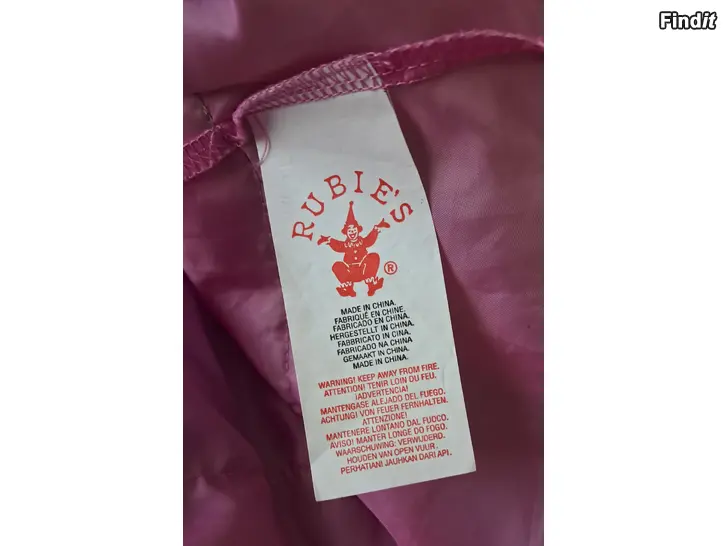 Findit
RUBIE'S
®
MADE IN CHINA.
FABRIQUÉ EN CHINE.
FABRICADO EN CHINA.
HERGESTELLT IN CHINA.
FABBRICATO IN CINA.
FABRICADO NA CHINA
GEMAAKT IN CHINA.
MADE IN CHINA.
WARNING! KEEP AWAY FROM FIRE.
ATTENTION! TENIR LOIN DU FEU.
¡ADVERTENCIA!
MANTENGASE ALEJADO DEL FUEGO.
ACHTUNG! VON FEUER FERNHALTEN.
ATTENZIONE!
MANTENERE LONTANO DAL FUOCO.
AVISO! MANTER LONGE DO FOGO.
WAARSCHUWING: VERWUDERD.
HOUDEN VAN OPEN VUUR.
PERHATIAN! JAUHKAN DARI API.